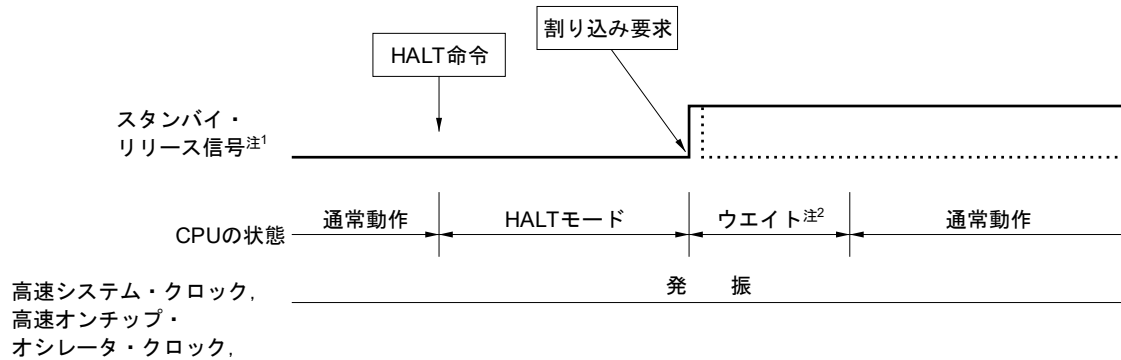 割り込み要求
HALT命令
スタンバイ・
リリース信号注1
通常動作 HALTモード ウエイト注2 通常動作
CPUの状態
発 振
高速システム・クロック,
高速オンチップ・
オシレータ・クロック,